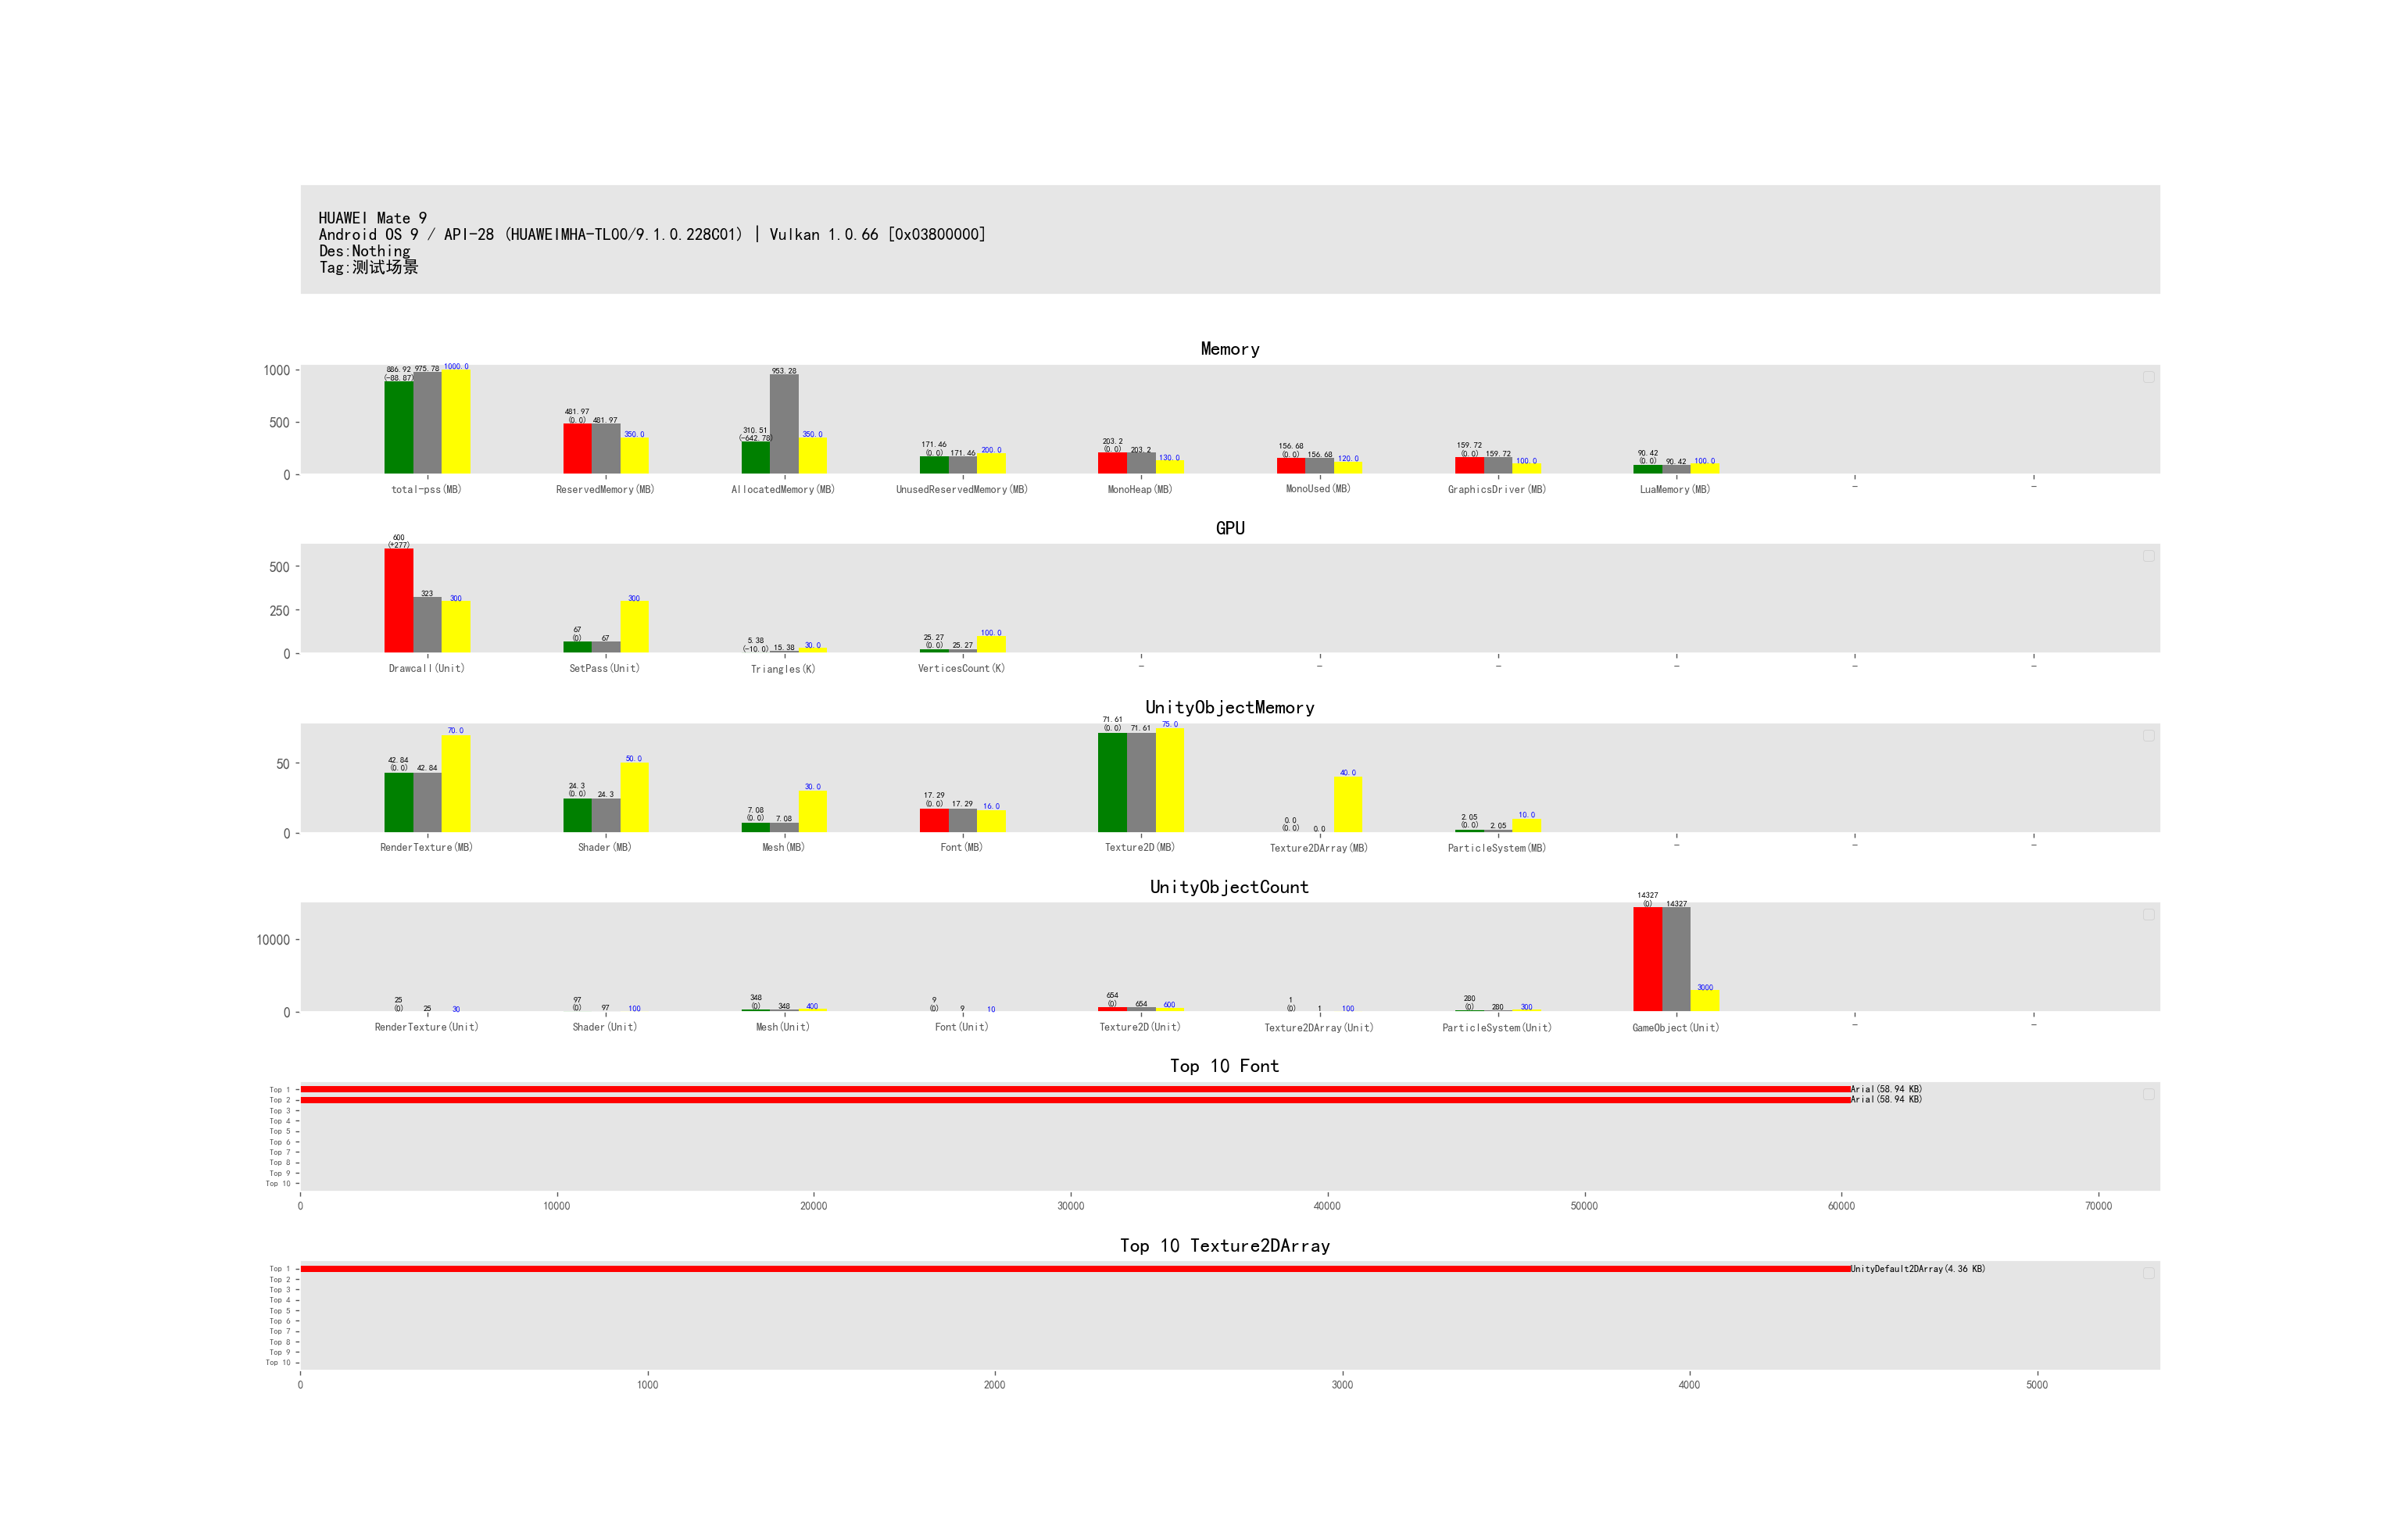 HUAWEI Mate 9
Android OS 9 / API-28 (HUAWEIMHA-TL00/9.1.0.228C01) | Vulkan 1.0.66 [0x03800000]
Des:Nothing
Tag:测试场景
Memory
1000
500
0
886.92
(-88.87)
975.78
1000.0
481.97
(0.0)
481.97
350.0
310.51
(-642.78)
953.28
350.0
171.46
(0.0)
171.46
200.0
203.2
(0.0)
203.2
130.0
156.68
(0.0)
156.68
120.0
159.72
(0.0)
159.72
100.0
90.42
(0.0)
90.42
100.0
total-pss(MB)
ReservedMemory(MB)
AllocatedMemory(MB)
UnusedReservedMemory(MB)
MonoHeap(MB)
MonoUsed(MB)
GraphicsDriver(MB)
LuaMemory(MB)
–
–
GPU
500
250
0
600
(+277)
323
300
67
(0)
67
300
5.38
(-10.0)
15.38
30.0
25.27
(0.0)
25.27
100.0
Drawcall(Unit)
SetPass(Unit)
Triangles(K)
VerticesCount(K)
–
–
–
–
–
–
UnityObjectMemory
50
0
42.84
(0.0)
42.84
70.0
24.3
(0.0)
24.3
50.0
7.08
(0.0)
7.08
30.0
17.29
(0.0)
17.29
16.0
71.61
(0.0)
71.61
75.0
0.0
(0.0)
0.0
40.0
2.05
(0.0)
2.05
10.0
RenderTexture(MB)
Shader(MB)
Mesh(MB)
Font(MB)
Texture2D(MB)
Texture2DArray(MB)
ParticleSystem(MB)
–
–
–
UnityObjectCount
10000
0
25
(0)
25
30
97
(0)
97
100
348
(0)
348
400
9
(0)
9
10
654
(0)
654
600
1
(0)
1
100
280
(0)
280
300
14327
(0)
14327
3000
RenderTexture(Unit)
Shader(Unit)
Mesh(Unit)
Font(Unit)
Texture2D(Unit)
Texture2DArray(Unit)
ParticleSystem(Unit)
GameObject(Unit)
–
–
Top 10 Font
Top 1
Arial(58.94 KB)
Top 2
Arial(58.94 KB)
Top 3
Top 4
Top 5
Top 6
Top 7
Top 8
Top 9
Top 10
0
10000
20000
30000
40000
50000
60000
70000
Top 10 Texture2DArray
Top 1
UnityDefault2DArray(4.36 KB)
Top 2
Top 3
Top 4
Top 5
Top 6
Top 7
Top 8
Top 9
Top 10
0
1000
2000
3000
4000
5000